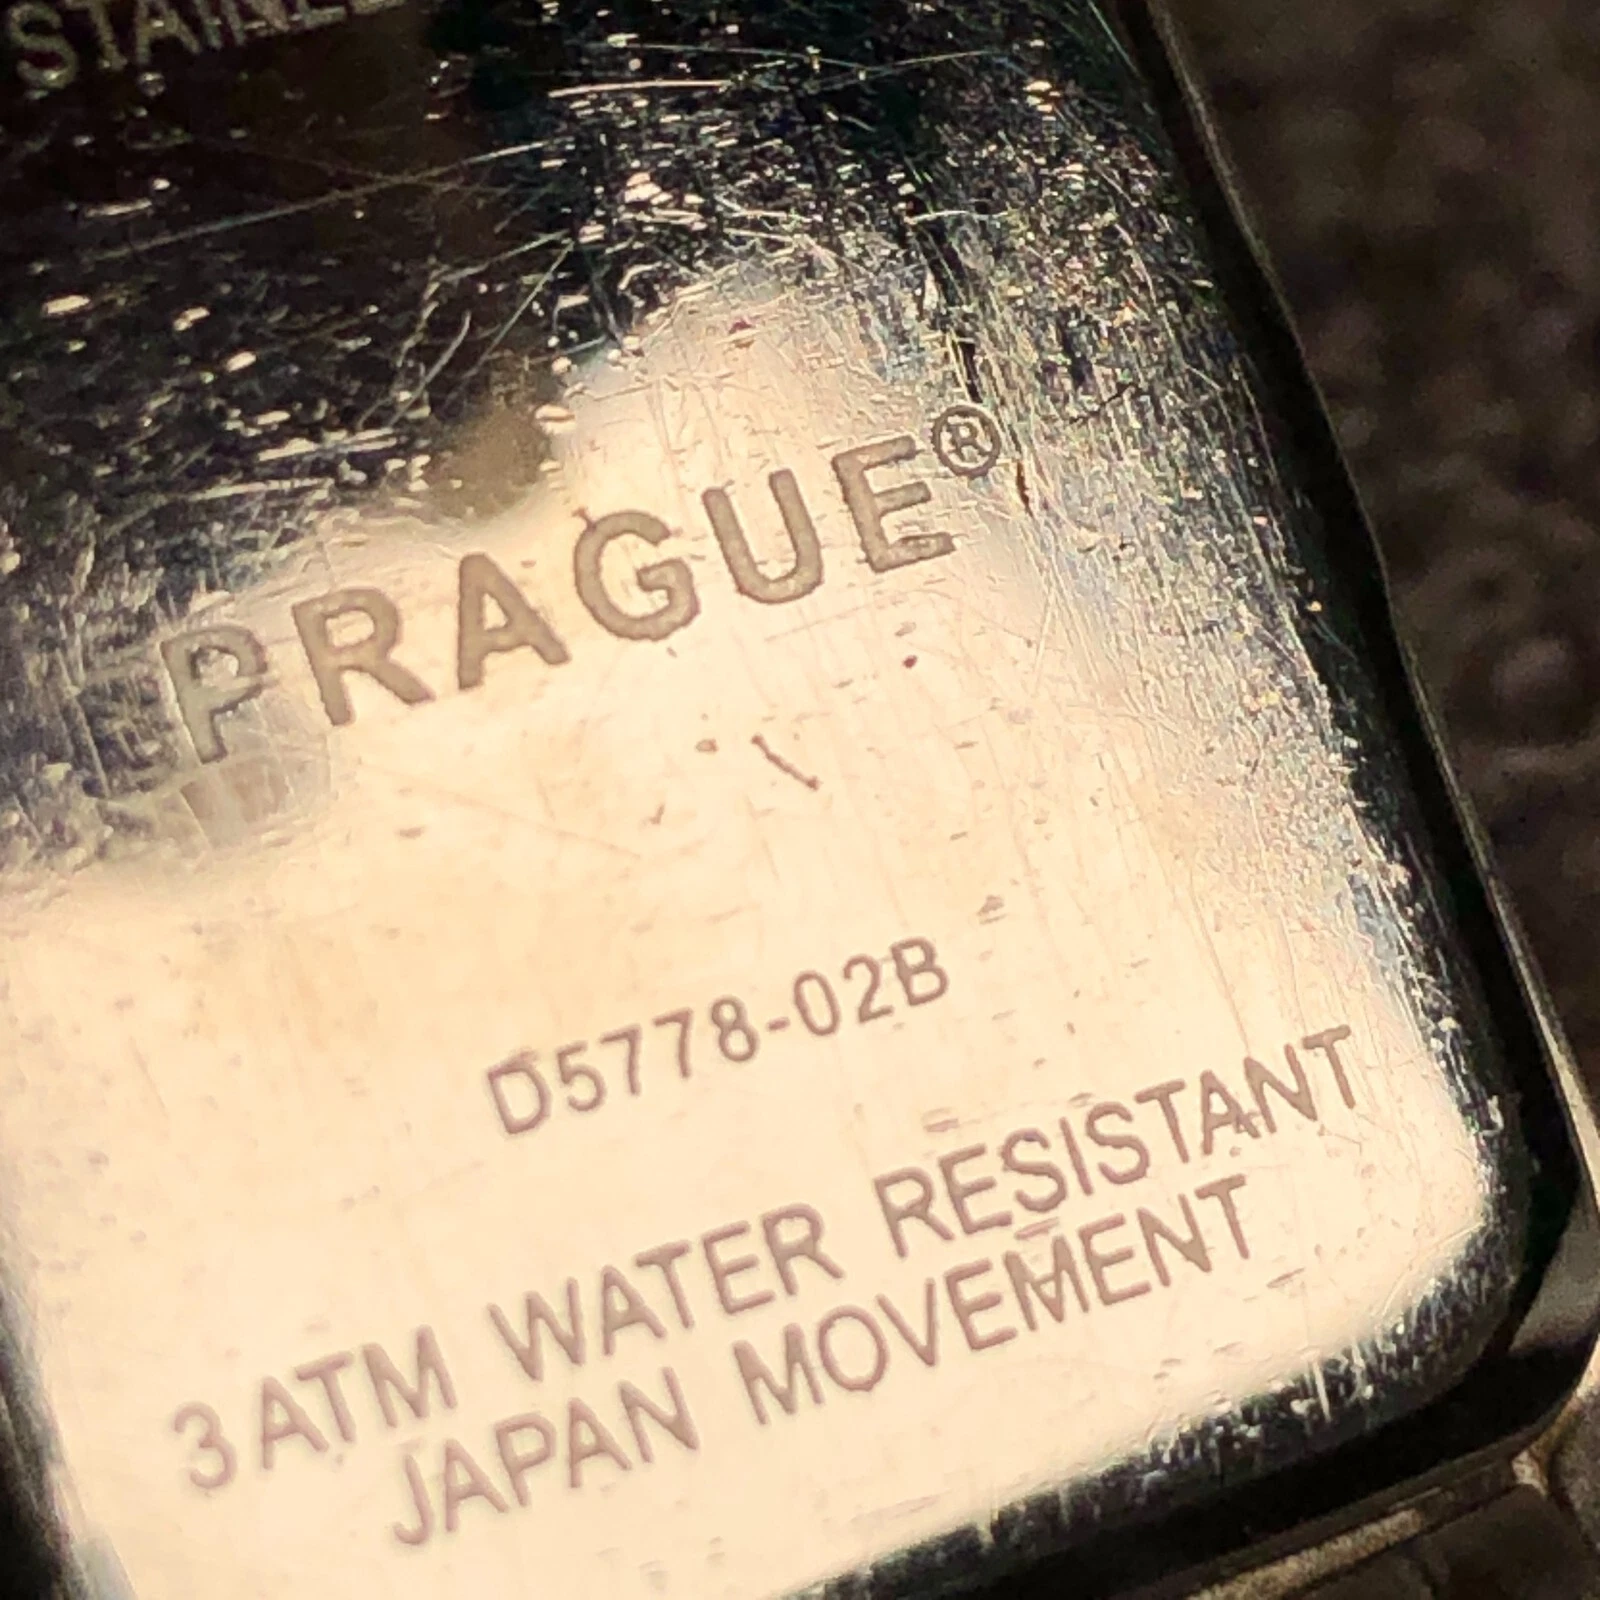 PRAGUE®
D5778-02B
3 ATM WATER RESISTANT
JAPAN MOVEMENT